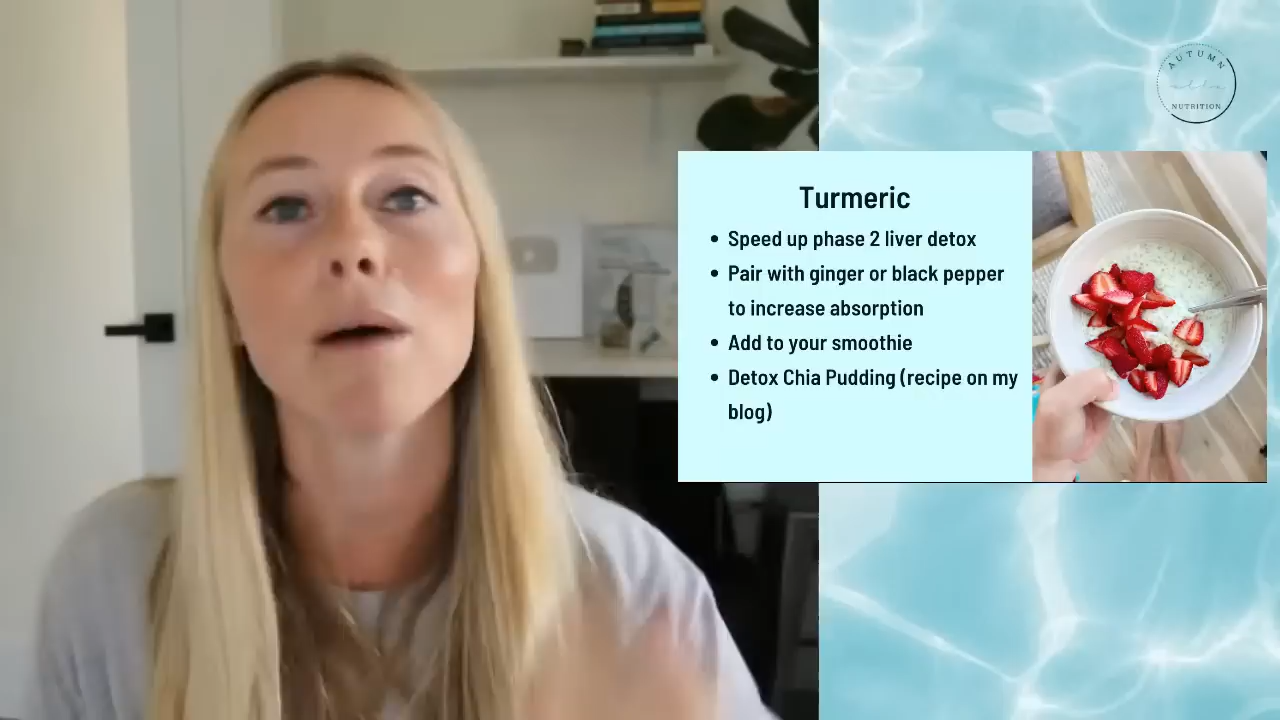 AUTUMN
NUTRITION
Turmeric
• Speed up phase 2 liver detox
• Pair with ginger or black pepper
to increase absorption
• Add to your smoothie
• Detox Chia Pudding (recipe on my
blog)